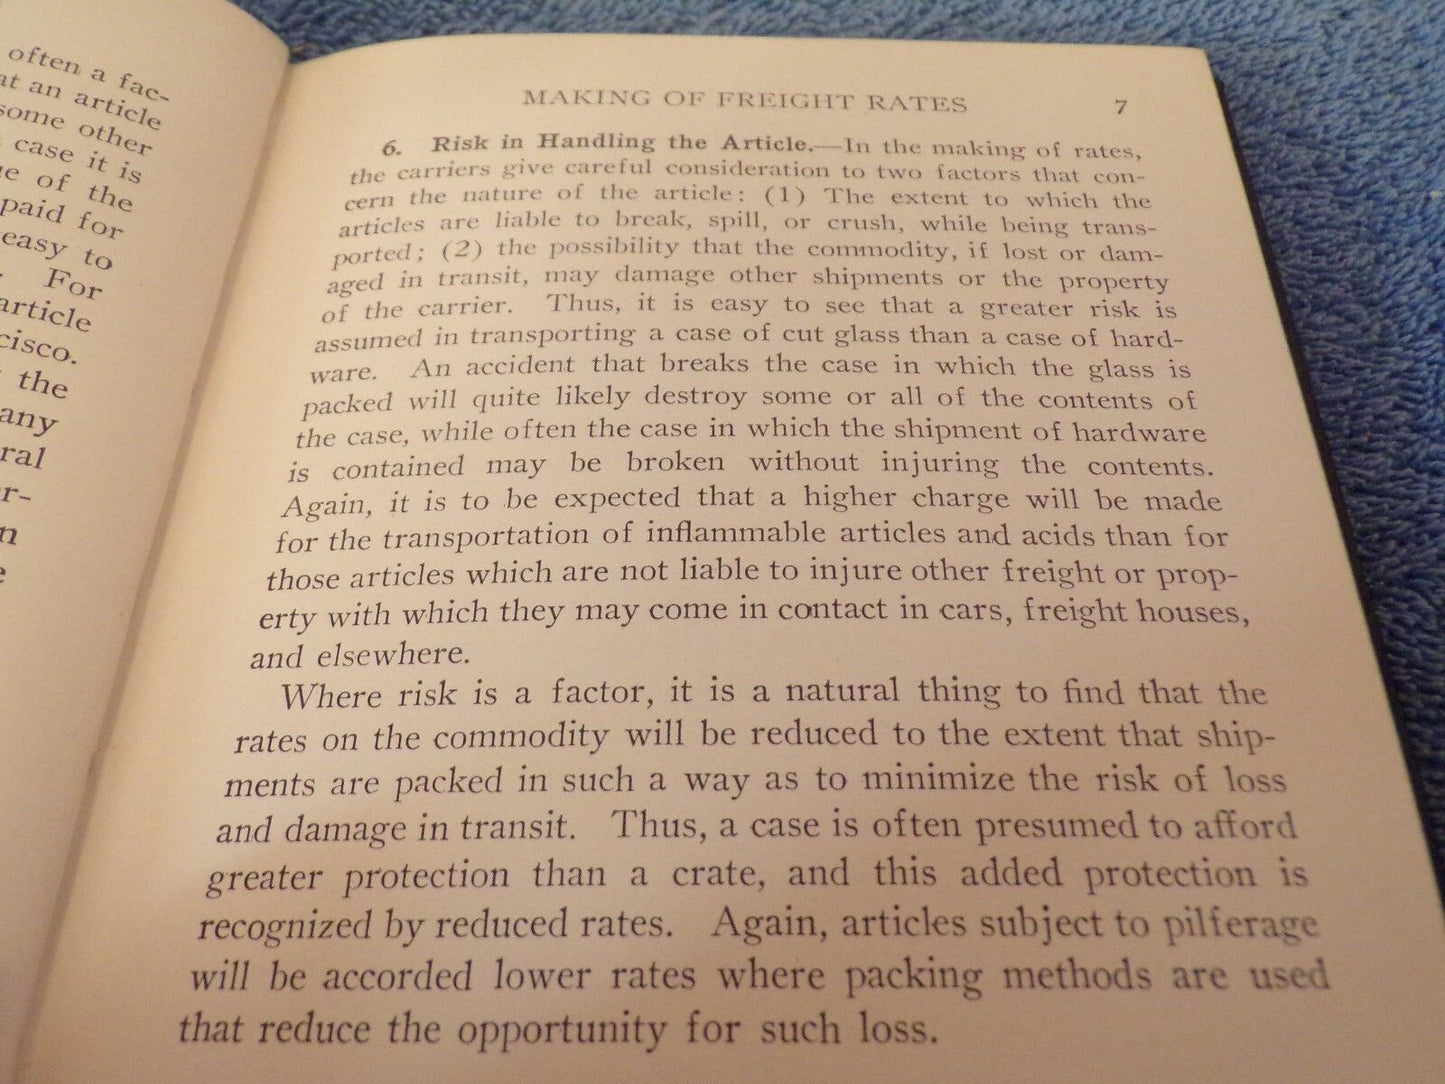 often a fac-
at an article
some other
case it is
of the
paid for
easy to
For
article
cisco.
the
any
ral
r-
n
e
MAKING OF FREIGHT RATES 7
6. Risk in Handling the Article.—In the making of rates,
the carriers give careful consideration to two factors that con-
cern the nature of the article: (1) The extent to which the
articles are liable to break, spill, or crush, while being trans-
ported; (2) the possibility that the commodity, if lost or dam-
aged in transit, may damage other shipments or the property
of the carrier. Thus, it is easy to see that a greater risk is
assumed in transporting a case of cut glass than a case of hard-
ware. An accident that breaks the case in which the glass is
packed will quite likely destroy some or all of the contents of
the case, while often the case in which the shipment of hardware
is contained may be broken without injuring the contents.
Again, it is to be expected that a higher charge will be made
for the transportation of inflammable articles and acids than for
those articles which are not liable to injure other freight or prop-
erty with which they may come in contact in cars, freight houses,
and elsewhere.
Where risk is a factor, it is a natural thing to find that the
rates on the commodity will be reduced to the extent that ship-
ments are packed in such a way as to minimize the risk of loss
and damage in transit. Thus, a case is often presumed to afford
greater protection than a crate, and this added protection is
recognized by reduced rates. Again, articles subject to pilferage
will be accorded lower rates where packing methods are used
that reduce the opportunity for such loss.